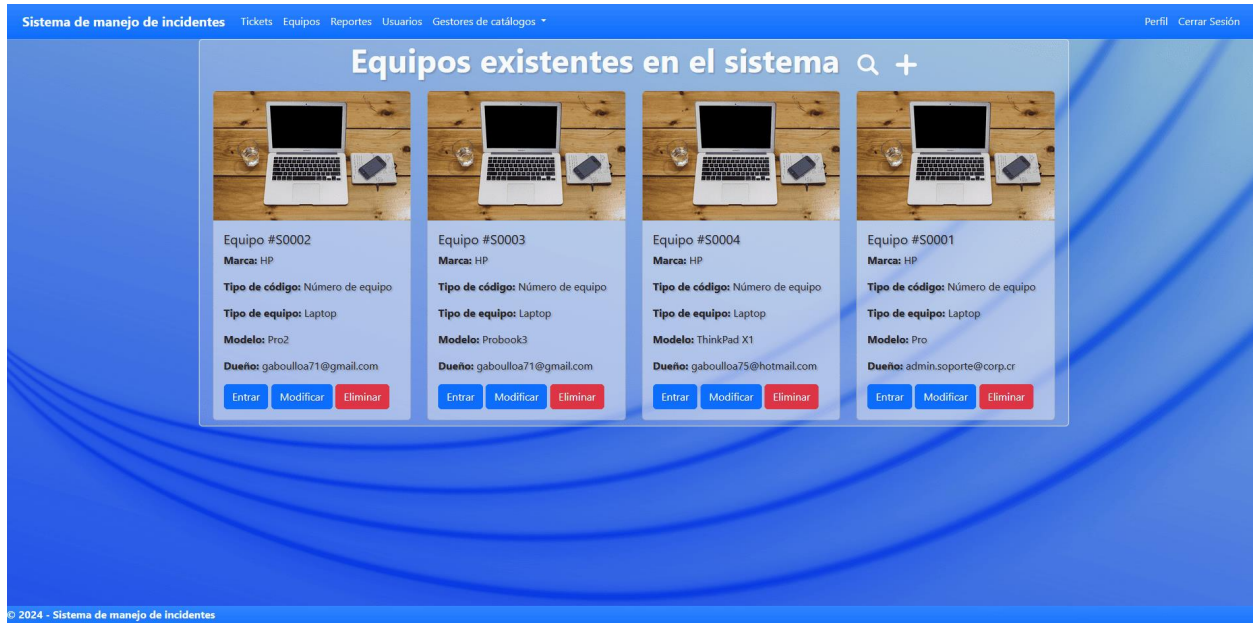 Sistema de manejo de incidentes Tickets Equipos Reportes Usuarios Gestores de catálogos Perfil Cerrar Sesión
Equipos existentes en el sistema
Equipo #S0002
Marca: HP
Tipo de código: Número de equipo
Tipo de equipo: Laptop
Modelo: Pro2
Dueño: gaboulloa71@gmail.com
Entrar Modificar Eliminar
Equipo #S0003
Marca: HP
Tipo de código: Número de equipo
Tipo de equipo: Laptop
Modelo: Probook3
Dueño: gaboulloa71@gmail.com
Entrar Modificar Eliminar
Equipo #S0004
Marca: HP
Tipo de código: Número de equipo
Tipo de equipo: Laptop
Modelo: ThinkPad X1
Dueño: gaboulloa75@hotmail.com
Entrar Modificar Eliminar
Equipo #S0001
Marca: HP
Tipo de código: Número de equipo
Tipo de equipo: Laptop
Modelo: Pro
Dueño: admin.soporte@corp.cr
Entrar Modificar Eliminar
© 2024 - Sistema de manejo de incidentes